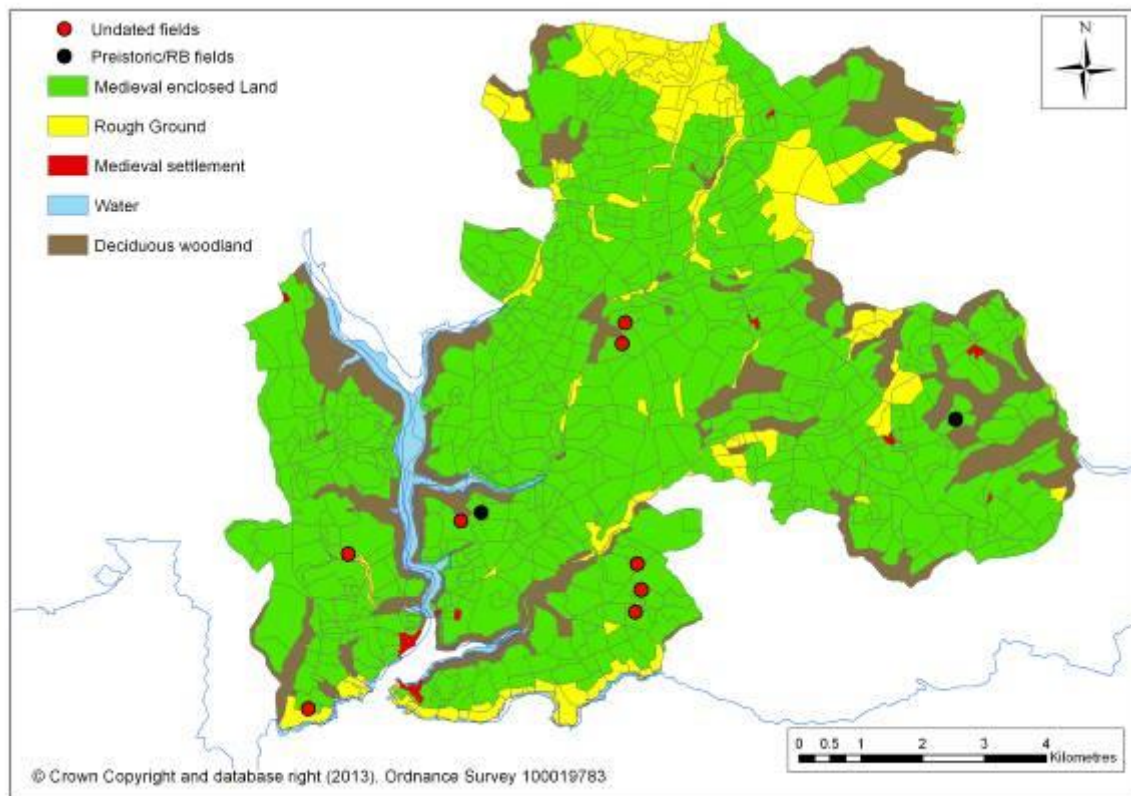 Undated fields
Preistoric/RB fields
Medieval enclosed Land
Rough Ground
Medieval settlement
Water
Deciduous woodland
N
0 0.5 1 2 3 4
Kilometres
© Crown Copyright and database right (2013). Ordnance Survey 100019783